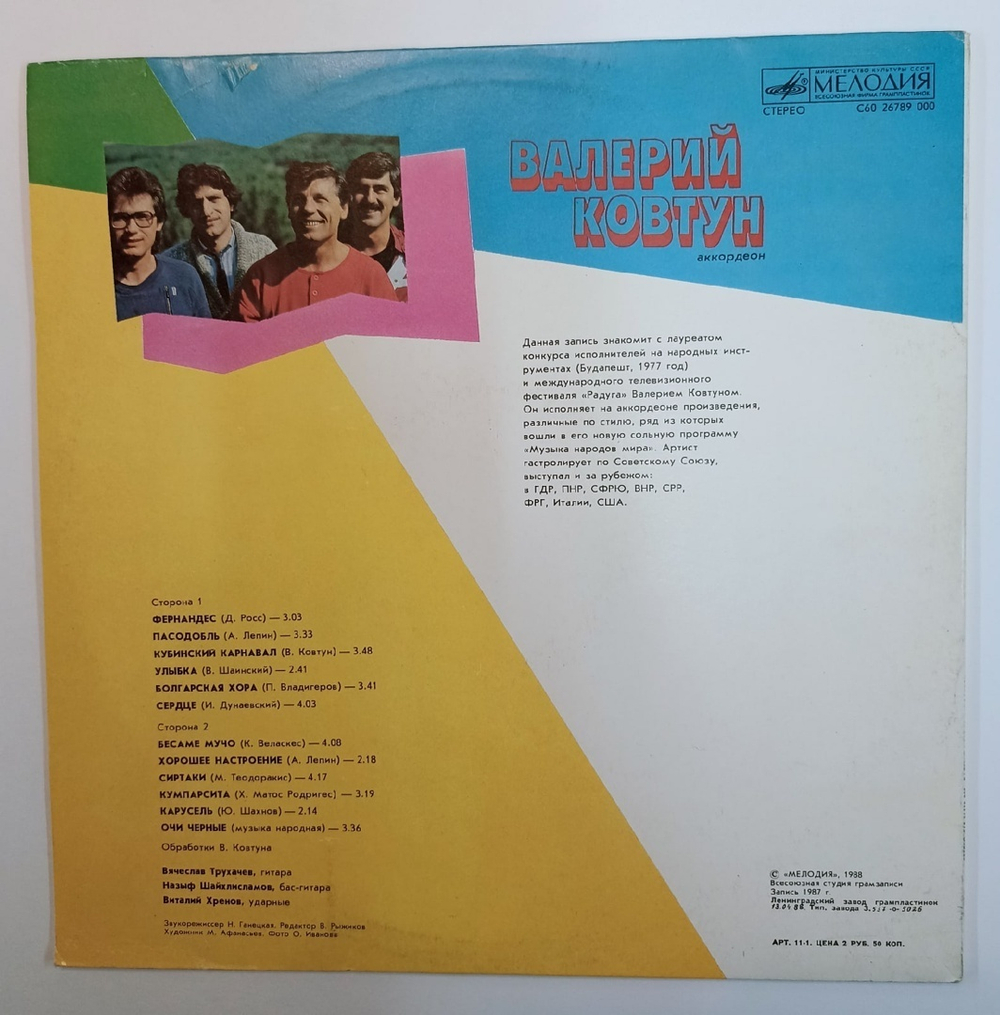 МИНИСТЕРСТВО КУЛЬТУРЫ СССР
МЕЛОДИЯ
ВСЕСОЮЗНАЯ ФИРМА ГРАМПЛАСТИНОК
СТЕРЕО С60 26789 000
ВАЛЕРИЙ
КОВТУН
аккордеон
Данная запись знакомит с лауреатом
конкурса исполнителей на народных инст-
рументах (Будапешт, 1977 год)
и международного телевизионного
фестиваля «Радуга» Валерием Ковтуном.
Он исполняет на аккордеоне произведения,
различные по стилю, ряд из которых
вошли в его новую сольную программу
«Музыка народов мира». Артист
гастролирует по Советскому Союзу,
выступал и за рубежом:
в ГДР, ПНР, СФРЮ, ВНР, СРР,
ФРГ, Италии, США.
Сторона 1
ФЕРНАНДЕС (Д. Росс) — 3.03
ПАСОДОБЛЬ (А. Лепин) — 3.33
КУБИНСКИЙ КАРНАВАЛ (В. Ковтун) — 3.48
УЛЫБКА (В. Шаинский) — 2.41
БОЛГАРСКАЯ ХОРА (П. Владигеров) — 3.41
СЕРДЦЕ (И. Дунаевский) — 4.03
Сторона 2
БЕСАМЕ МУЧО (К. Веласкес) — 4.08
ХОРОШЕЕ НАСТРОЕНИЕ (А. Лепин) — 2.18
СИРТАКИ (М. Теодоракис) — 4.17
КУМПАРСИТА (Х. Матос Родригес) — 3.19
КАРУСЕЛЬ (Ю. Шахнов) — 2.14
ОЧИ ЧЕРНЫЕ (музыка народная) — 3.36
Обработки В. Ковтуна
Вячеслав Трухачев, гитара
Назыф Шайхлисламов, бас-гитара
Виталий Хренов, ударные
Звукорежиссер Н. Ганецкая. Редактор В. Рыжиков
Художник М. Афанасьев. Фото О. Иванова
© «МЕЛОДИЯ», 1988
Всесоюзная студия грамзаписи
Запись 1987 г.
Ленинградский завод грампластинок
Тип. завода
АРТ. 11-1. ЦЕНА 2 РУБ. 50 КОП.